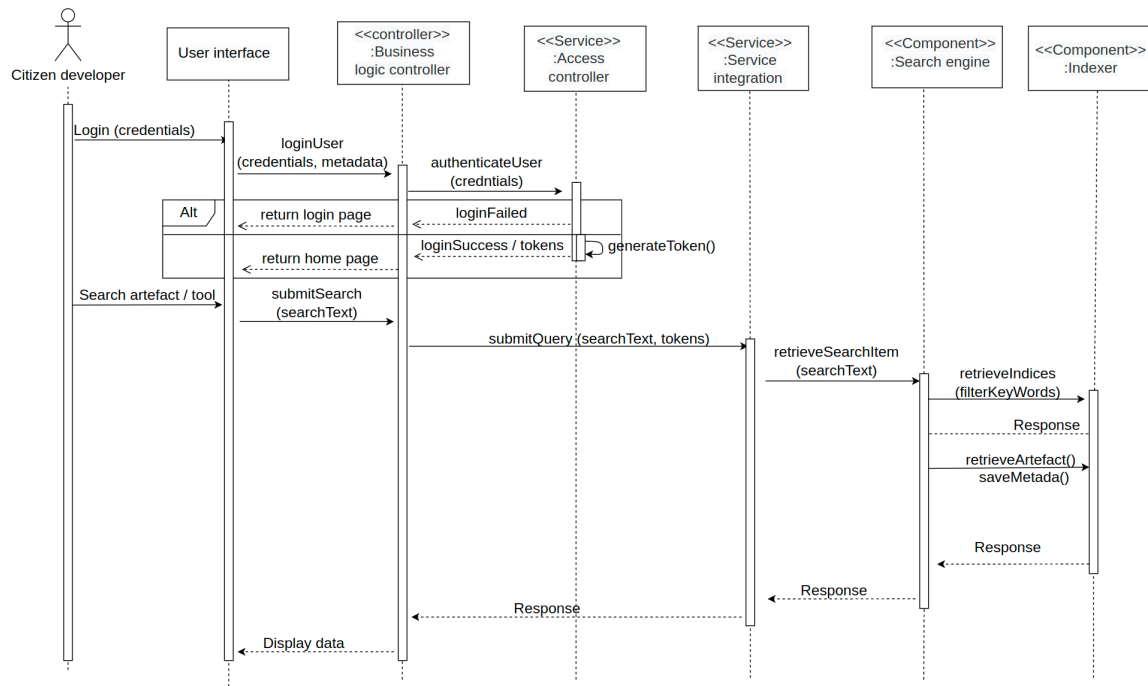 Citizen developer
User interface
<<controller>>
:Business
logic controller
<<Service>>
:Access
controller
<<Service>>
:Service
integration
<<Component>>
:Search engine
<<Component>>
:Indexer
Login (credentials)
loginUser
(credentials, metadata)
authenticateUser
(credntials)
Alt
return login page
loginFailed
loginSuccess / tokens
generateToken()
return home page
Search artefact / tool
submitSearch
(searchText)
submitQuery (searchText, tokens)
retrieveSearchItem
(searchText)
retrieveIndices
(filterKeyWords)
Response
retrieveArtefact()
saveMetada()
Response
Response
Response
Display data